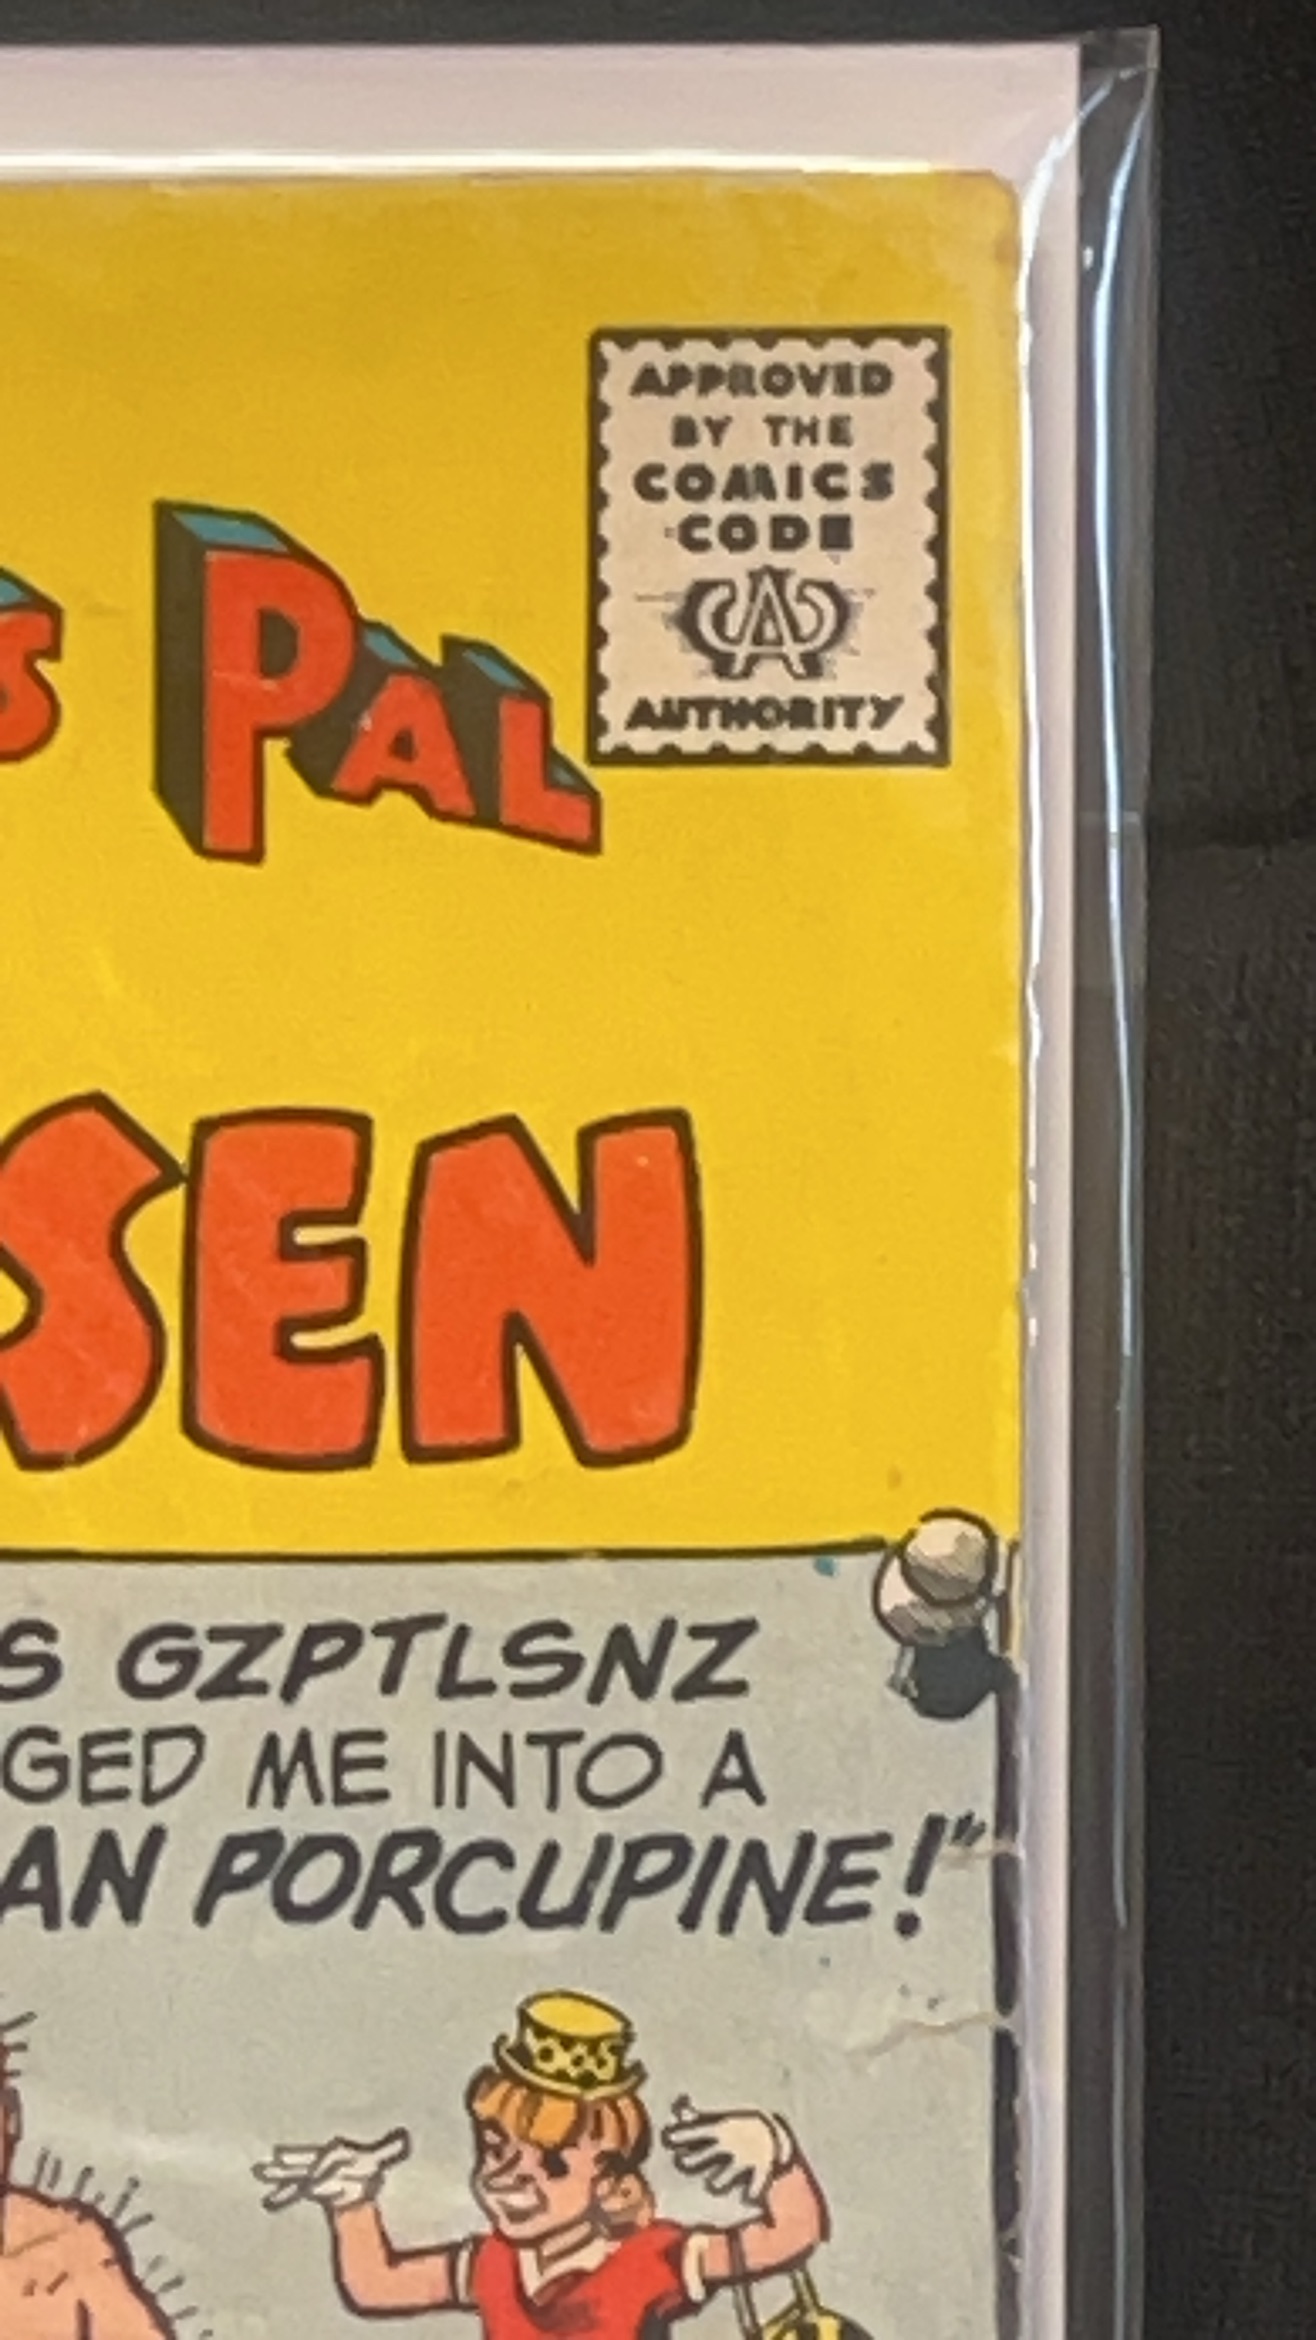 APPROVED
BY THE
COMICS
CODE
CA
AUTHORITY
S PAL
SEN
S GZPTLSNZ
GED ME INTO A
AN PORCUPINE!"